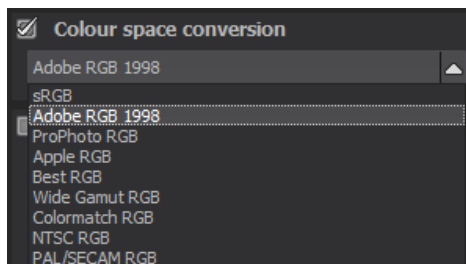 Colour space conversion
Adobe RGB 1998
sRGB
Adobe RGB 1998
ProPhoto RGB
Apple RGB
Best RGB
Wide Gamut RGB
Colormatch RGB
NTSC RGB
PAL/SECAM RGB